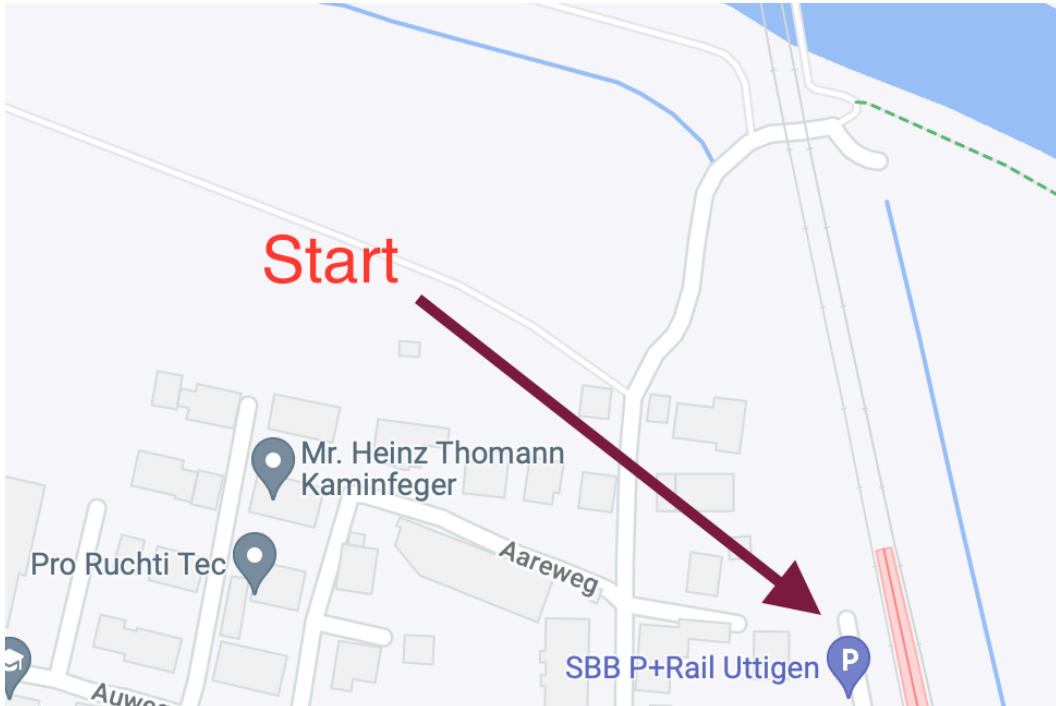 Start
Mr. Heinz Thomann
Kaminfeger
Aareweg
Pro Ruchti Tec
SBB P+Rail Uttigen
P